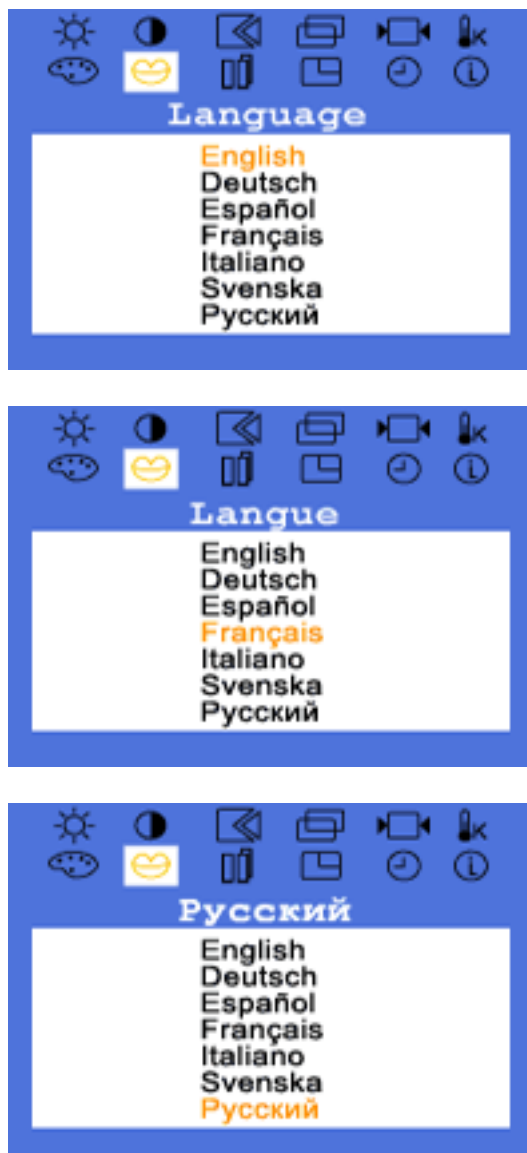 Language
English
Deutsch
Español
Français
Italiano
Svenska
Русский
Langue
English
Deutsch
Español
Français
Italiano
Svenska
Русский
Русский
English
Deutsch
Español
Français
Italiano
Svenska
Русский